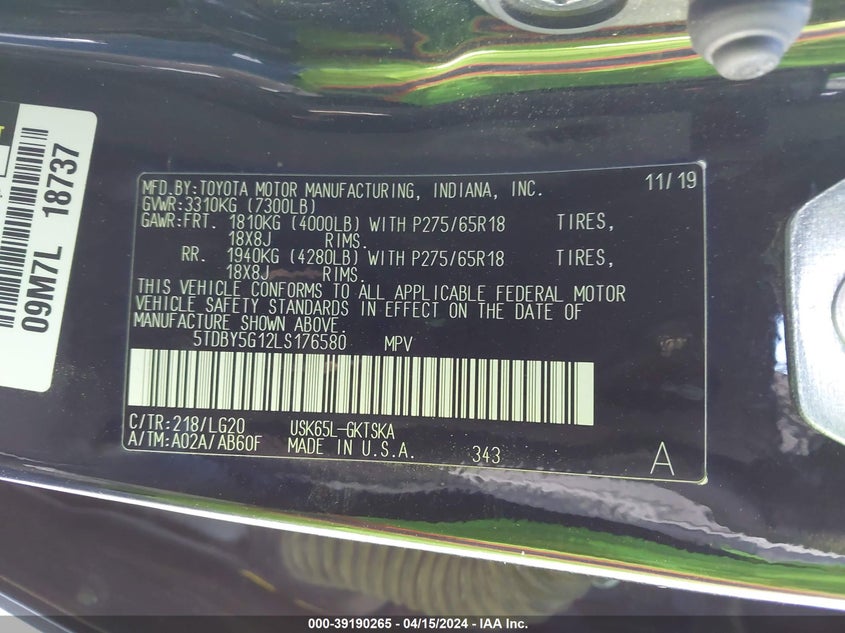 09M7L 18737
MFD.BY:TOYOTA MOTOR MANUFACTURING, INDIANA, INC. 11/19
GVWR:3310KG (7300LB)
GAWR:FRT. 1810KG (4000LB) WITH P275/65R18 TIRES,
18X8J RIMS.
RR. 1940KG (4280LB) WITH P275/65R18 TIRES,
18X8J RIMS.
THIS VEHICLE CONFORMS TO ALL APPLICABLE FEDERAL MOTOR
VEHICLE SAFETY STANDARDS IN EFFECT ON THE DATE OF
MANUFACTURE SHOWN ABOVE.
5TDBY5G12LS176580 MPV
C/TR:218/LG20 USK65L-GKTSKA
A/TM:A02A/AB60F MADE IN U.S.A. 343 A
000-39190265 - 04/15/2024 - IAA Inc.